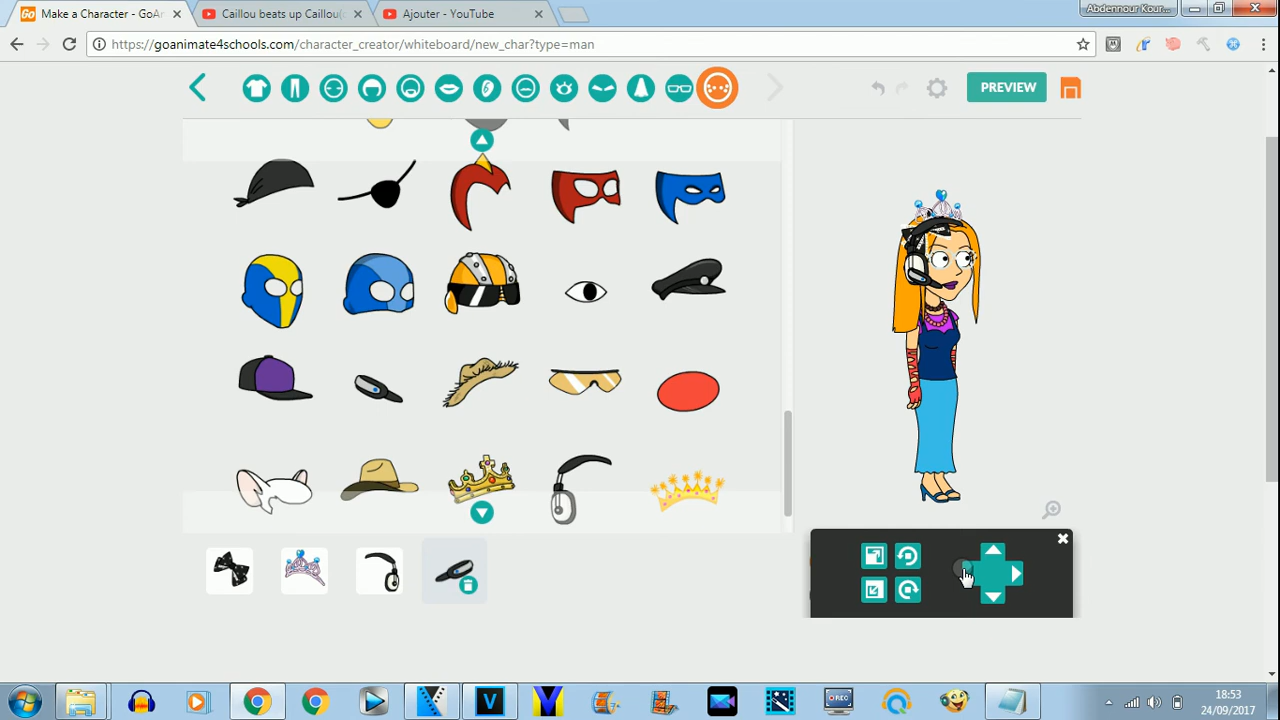 Make a Character - GoAr
Caillou beats up Caillou(c
Ajouter - YouTube
Abdennour Kour...
https://goanimate4schools.com/character_creator/whiteboard/new_char?type=man
PREVIEW
REC
18:53
24/09/2017